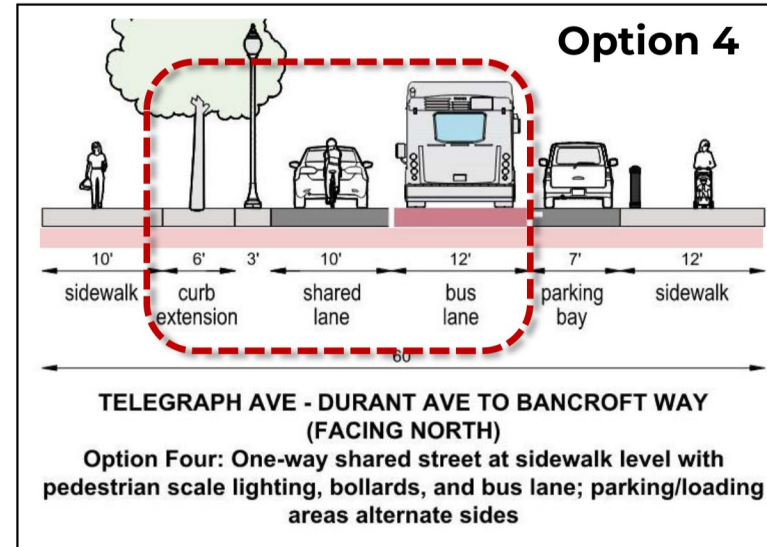 Option 4
10' 6' 3' 10' 12' 7' 12'
sidewalk curb extension shared lane bus lane parking bay sidewalk
60'
TELEGRAPH AVE - DURANT AVE TO BANCROFT WAY
(FACING NORTH)
Option Four: One-way shared street at sidewalk level with
pedestrian scale lighting, bollards, and bus lane; parking/loading
areas alternate sides